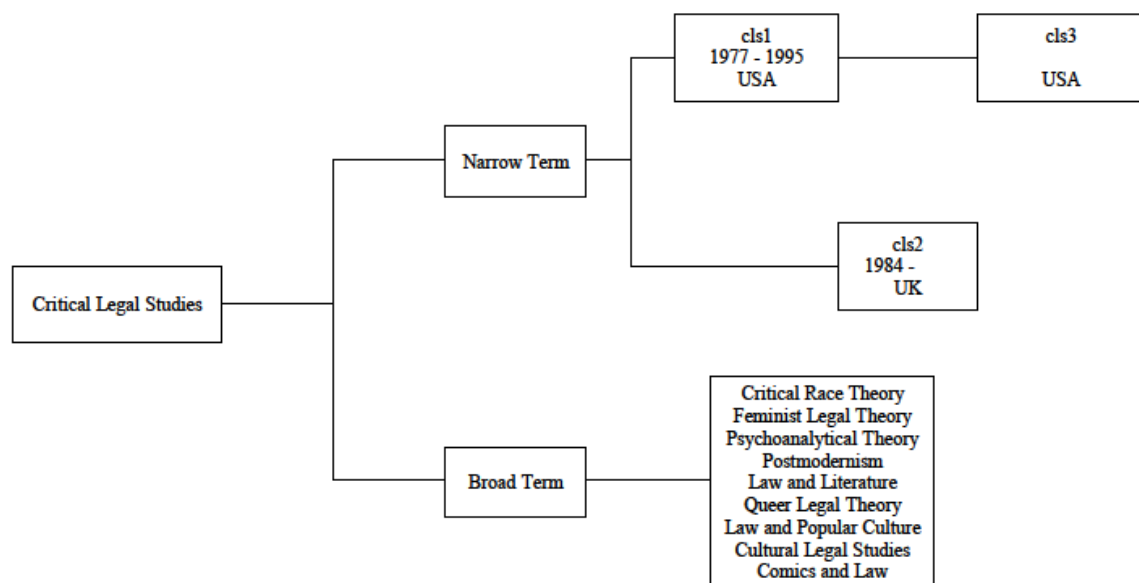 cls1
1977 - 1995
USA
cls3
USA
Narrow Term
cls2
1984 -
UK
Critical Legal Studies
Broad Term
Critical Race Theory
Feminist Legal Theory
Psychoanalytical Theory
Postmodernism
Law and Literature
Queer Legal Theory
Law and Popular Culture
Cultural Legal Studies
Comics and Law